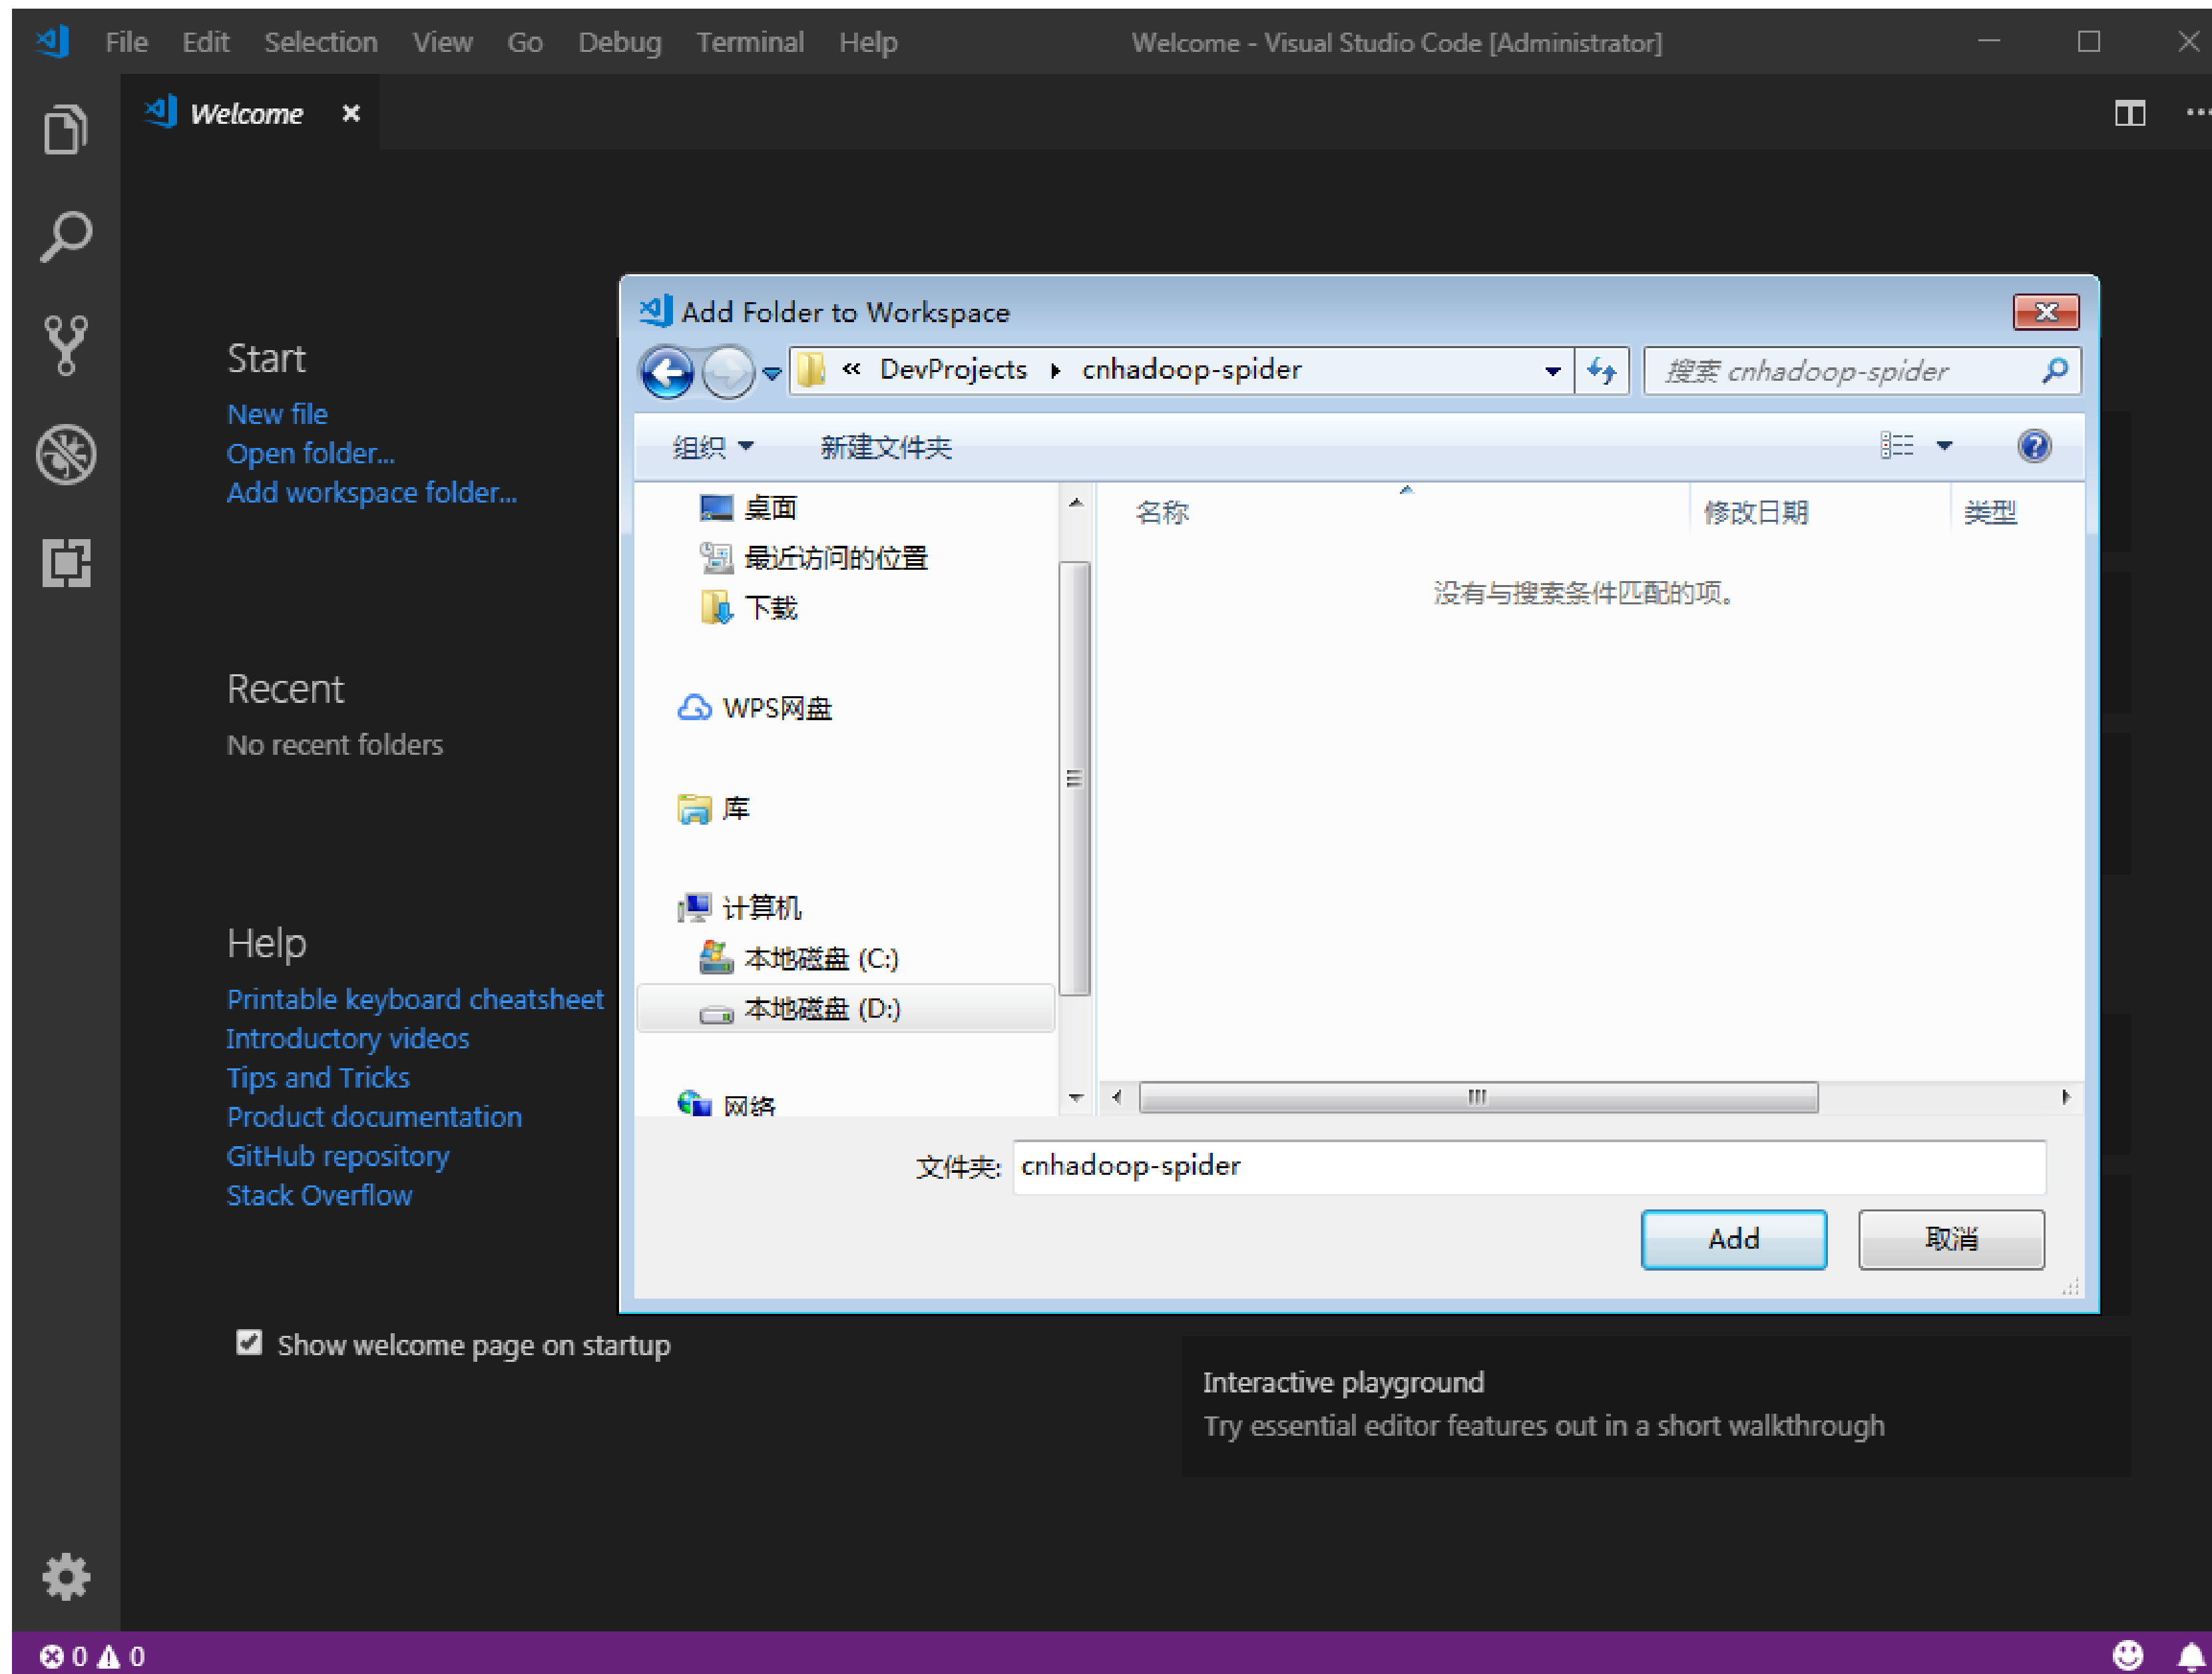 File Edit Selection View Go Debug Terminal Help Welcome - Visual Studio Code [Administrator]
Welcome
Start
New file
Open folder...
Add workspace folder...
Recent
No recent folders
Help
Printable keyboard cheatsheet
Introductory videos
Tips and Tricks
Product documentation
GitHub repository
Stack Overflow
Show welcome page on startup
Add Folder to Workspace
« DevProjects cnhadoop-spider 搜索 cnhadoop-spider
组织 新建文件夹
桌面
最近访问的位置
下载
WPS网盘
库
计算机
本地磁盘 (C:)
本地磁盘 (D:)
网络
名称 修改日期 类型
没有与搜索条件匹配的项。
文件夹: cnhadoop-spider
Add 取消
Interactive playground
Try essential editor features out in a short walkthrough
0 0